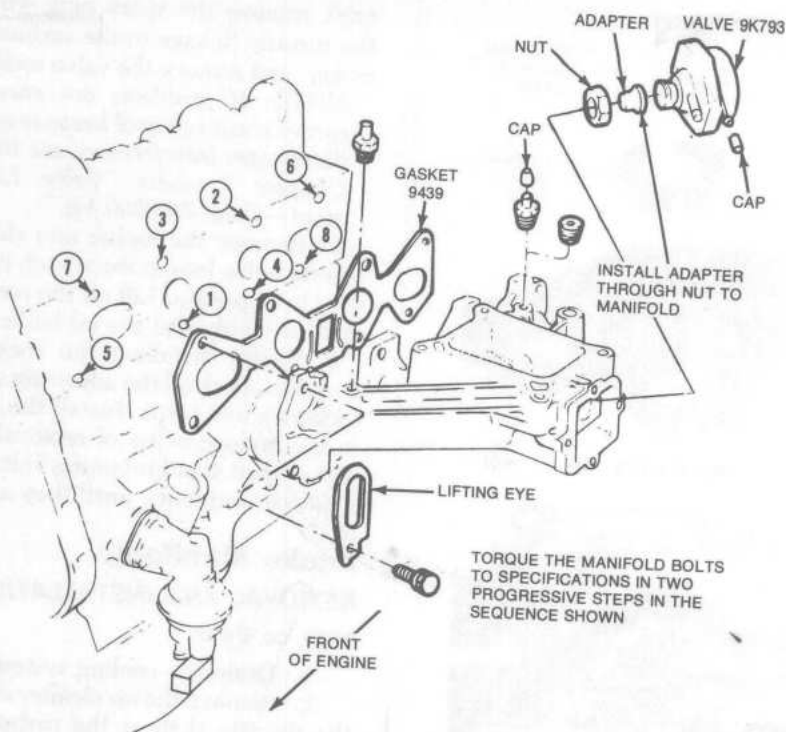 ADAPTER
VALVE 9K793
NUT
CAP
CAP
GASKET
9439
6
2
3
8
4
7
1
5
INSTALL ADAPTER
THROUGH NUT TO
MANIFOLD
LIFTING EYE
TORQUE THE MANIFOLD BOLTS
TO SPECIFICATIONS IN TWO
PROGRESSIVE STEPS IN THE
SEQUENCE SHOWN
FRONT
OF ENGINE